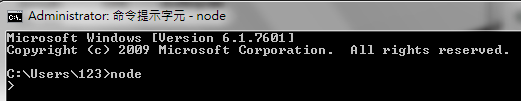 Administrator: 命令提示字元 - node
Microsoft Windows [Version 6.1.7601]
Copyright (c) 2009 Microsoft Corporation.  All rights reserved.
C:\Users\123>node
>